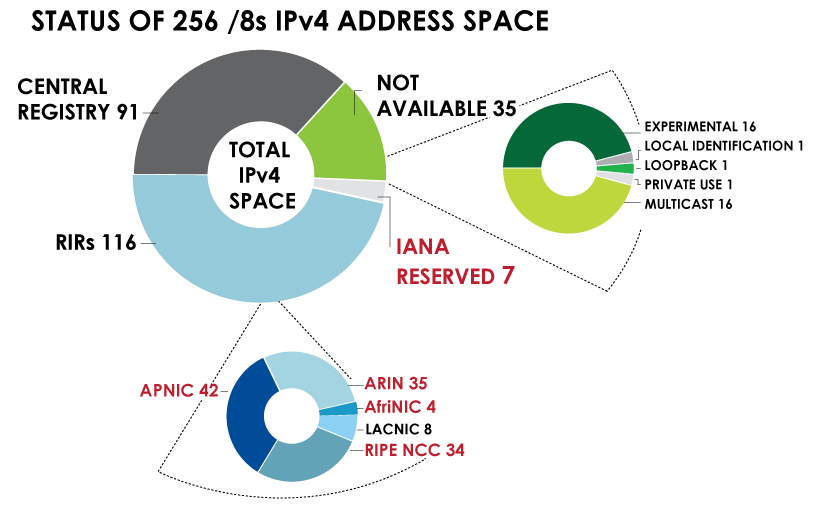 STATUS OF 256 /8s IPv4 ADDRESS SPACE
CENTRAL
REGISTRY 91
NOT
AVAILABLE 35
TOTAL
IPv4
SPACE
RIRs 116
IANA
RESERVED 7
EXPERIMENTAL 16
LOCAL IDENTIFICATION 1
LOOPBACK 1
PRIVATE USE 1
MULTICAST 16
APNIC 42
ARIN 35
AfriNIC 4
LACNIC 8
RIPE NCC 34